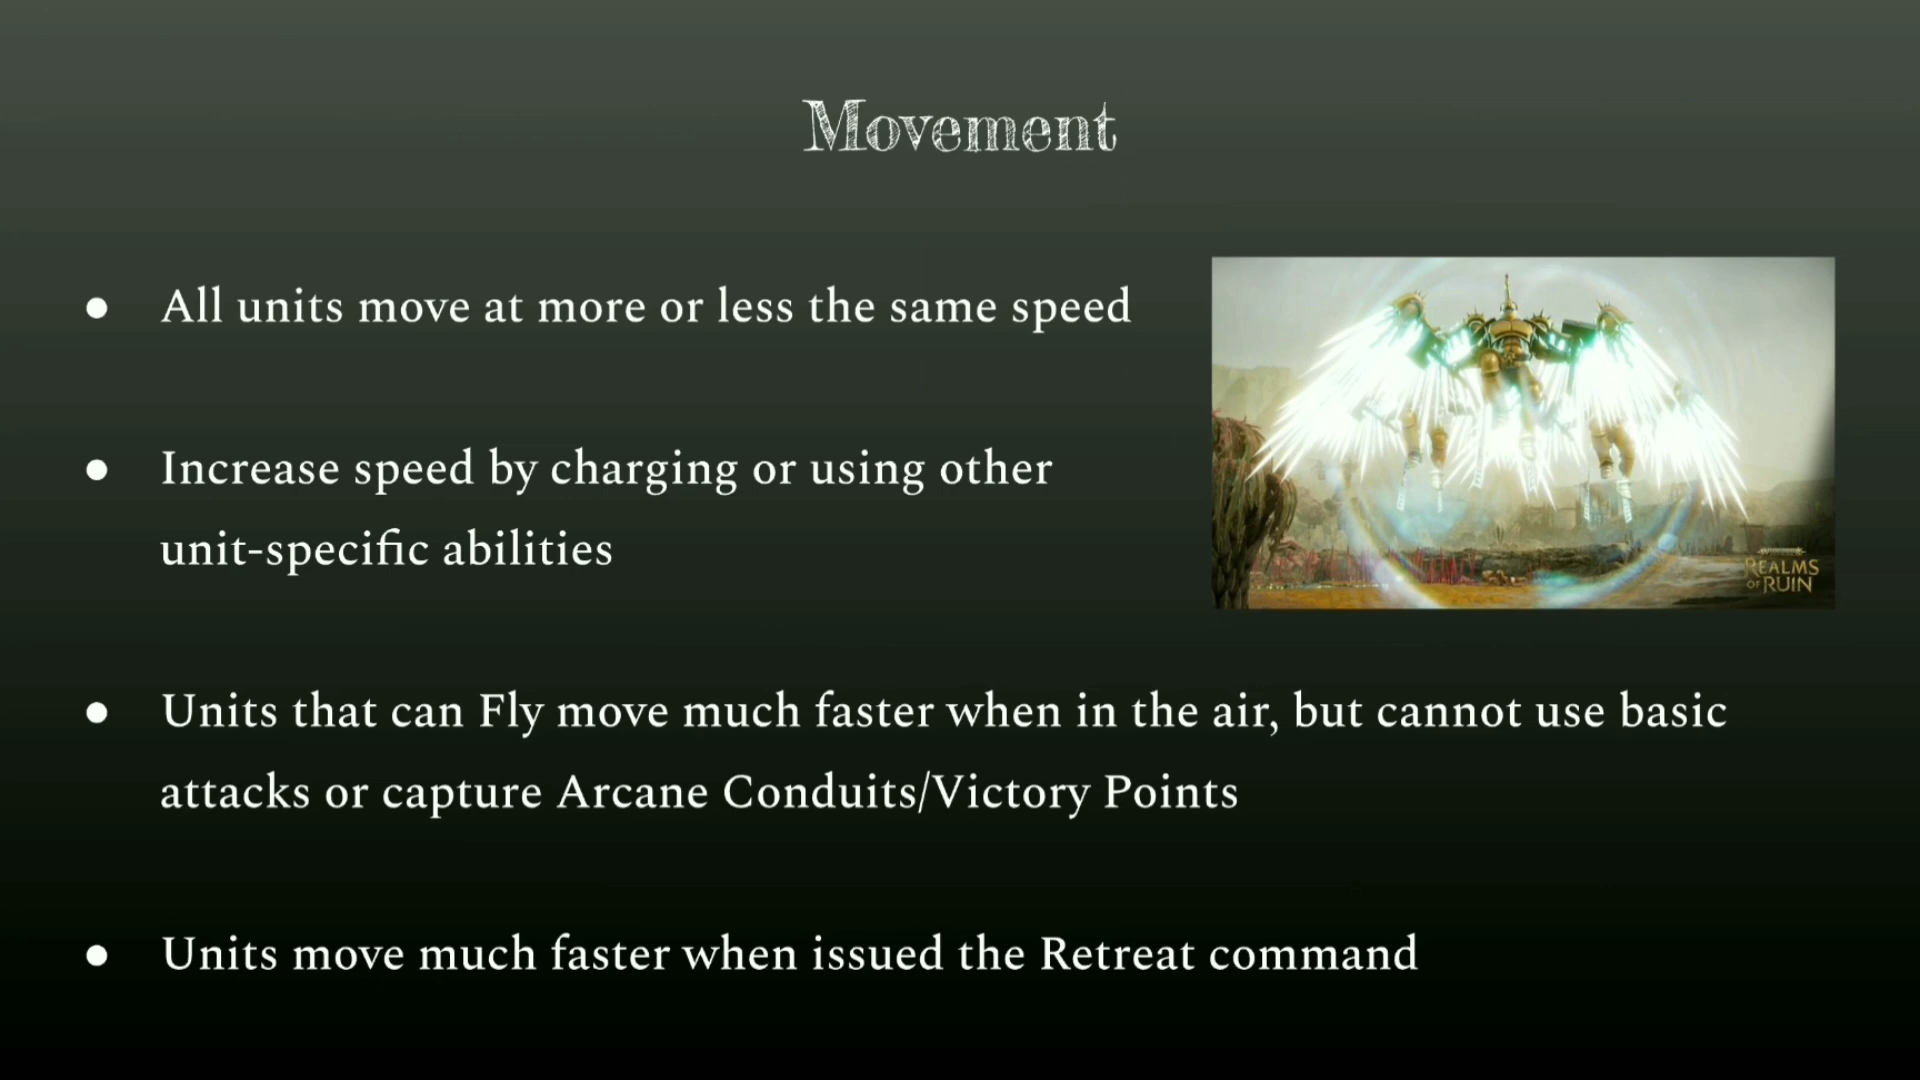 Movement
● All units move at more or less the same speed
● Increase speed by charging or using other
unit-specific abilities
● Units that can Fly move much faster when in the air, but cannot use basic
attacks or capture Arcane Conduits/Victory Points
● Units move much faster when issued the Retreat command
REALMS
OF RUIN